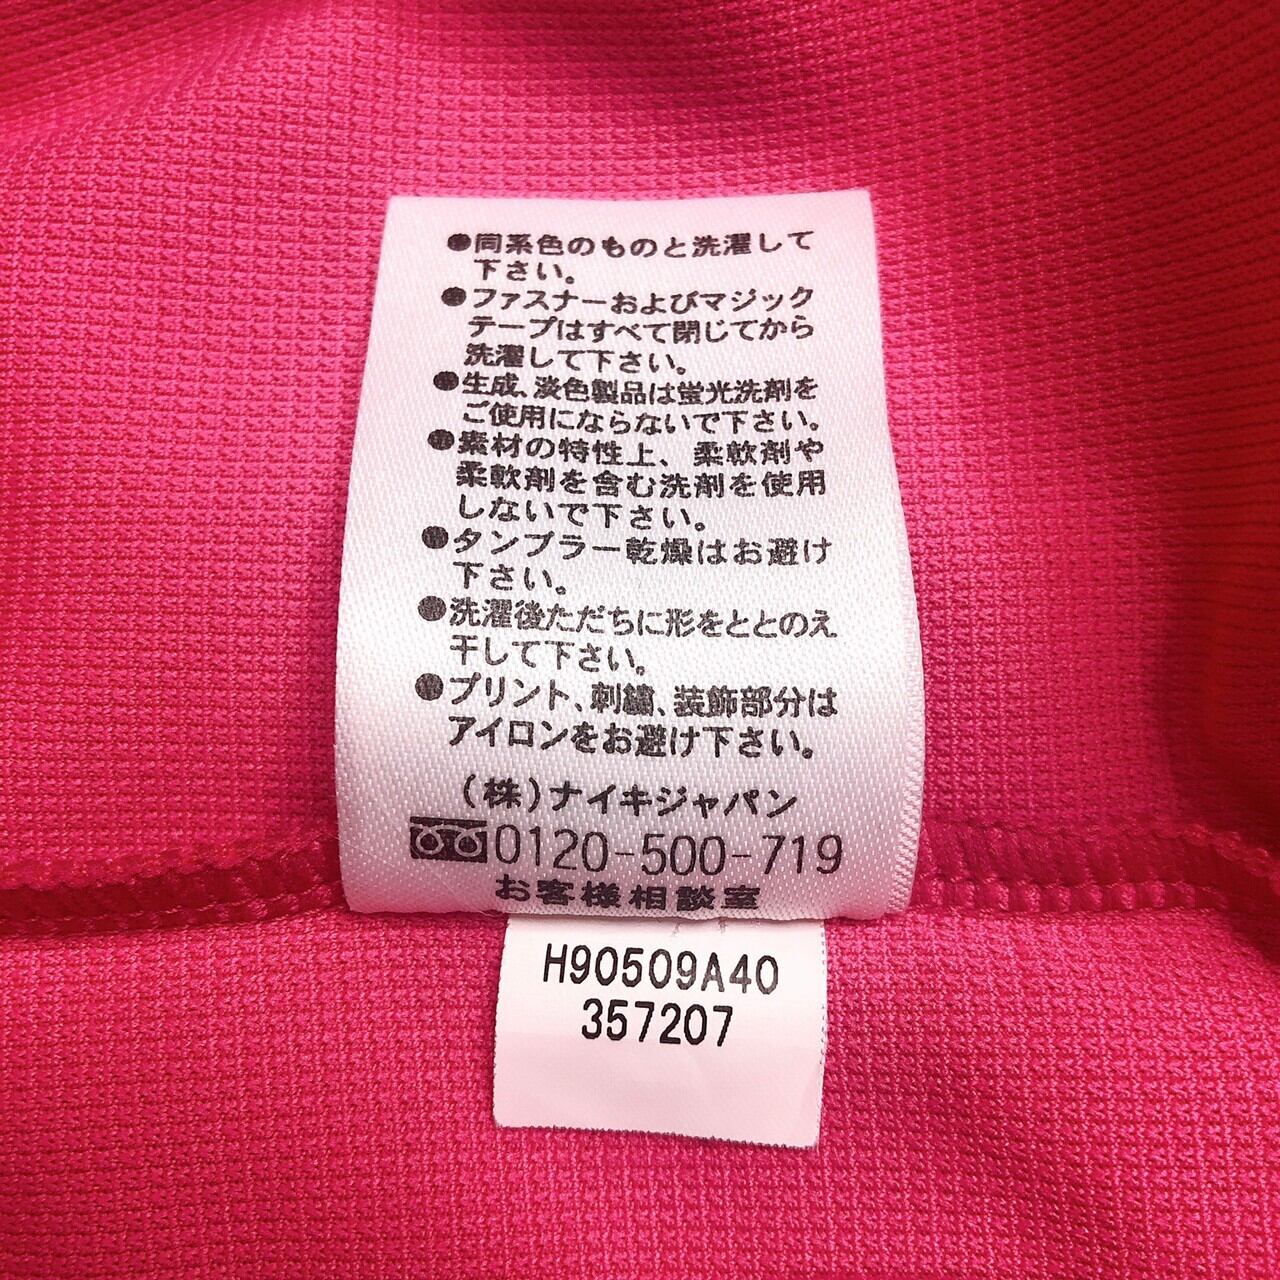 ●同系色のものと洗濯して
下さい。
●ファスナーおよびマジック
テープはすべて閉じてから
洗濯して下さい。
●生成、淡色製品は蛍光洗剤を
ご使用にならないで下さい。
●素材の特性上、柔軟剤や
柔軟剤を含む洗剤を使用
しないで下さい。
●タンブラー乾燥はお避け
下さい。
●洗濯後ただちに形をととのえ
干して下さい。
●プリント、刺繍、装飾部分は
アイロンをお避け下さい。
(株)ナイキジャパン
0120-500-719
お客様相談室
H90509A40
357207